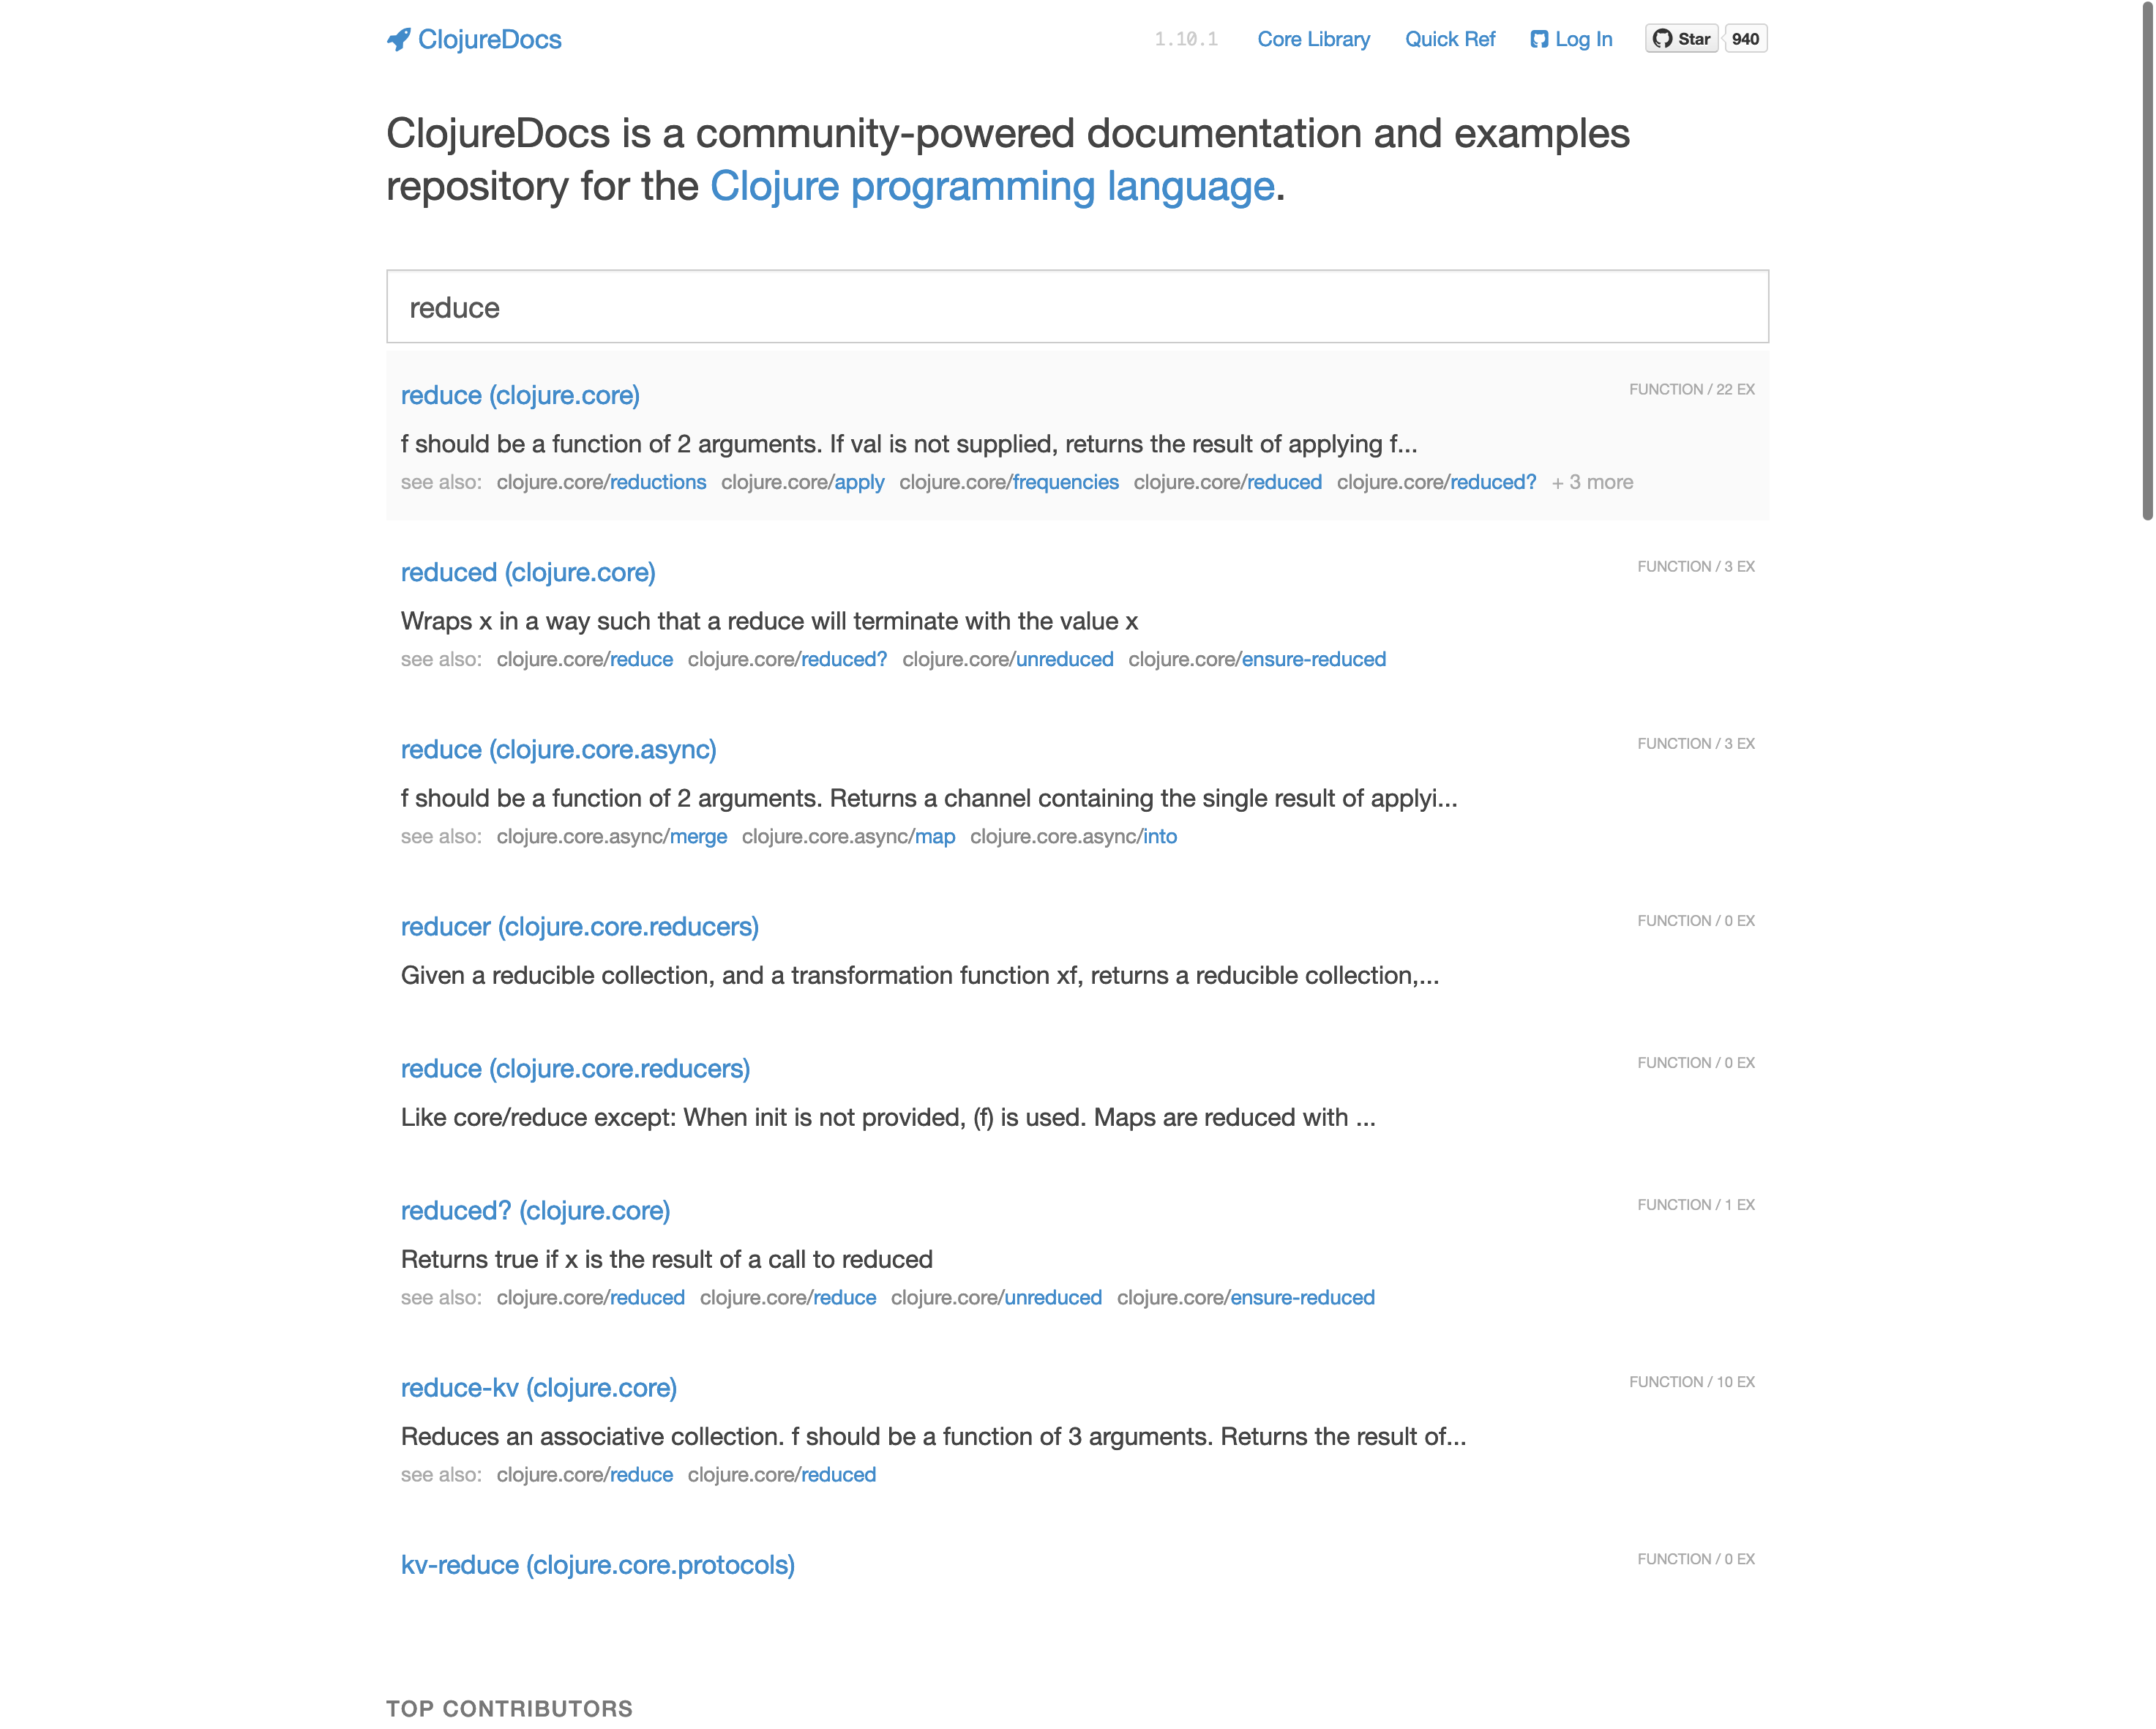 ClojureDocs 1.10.1 Core Library Quick Ref Log In Star 940
ClojureDocs is a community-powered documentation and examples
repository for the Clojure programming language.
reduce
reduce (clojure.core) FUNCTION / 22 EX
f should be a function of 2 arguments. If val is not supplied, returns the result of applying f...
see also: clojure.core/reductions clojure.core/apply clojure.core/frequencies clojure.core/reduced clojure.core/reduced? + 3 more
reduced (clojure.core) FUNCTION / 3 EX
Wraps x in a way such that a reduce will terminate with the value x
see also: clojure.core/reduce clojure.core/reduced? clojure.core/unreduced clojure.core/ensure-reduced
reduce (clojure.core.async) FUNCTION / 3 EX
f should be a function of 2 arguments. Returns a channel containing the single result of applyi...
see also: clojure.core.async/merge clojure.core.async/map clojure.core.async/into
reducer (clojure.core.reducers) FUNCTION / 0 EX
Given a reducible collection, and a transformation function xf, returns a reducible collection,...
reduce (clojure.core.reducers) FUNCTION / 0 EX
Like core/reduce except: When init is not provided, (f) is used. Maps are reduced with ...
reduced? (clojure.core) FUNCTION / 1 EX
Returns true if x is the result of a call to reduced
see also: clojure.core/reduced clojure.core/reduce clojure.core/unreduced clojure.core/ensure-reduced
reduce-kv (clojure.core) FUNCTION / 10 EX
Reduces an associative collection. f should be a function of 3 arguments. Returns the result of...
see also: clojure.core/reduce clojure.core/reduced
kv-reduce (clojure.core.protocols) FUNCTION / 0 EX
TOP CONTRIBUTORS